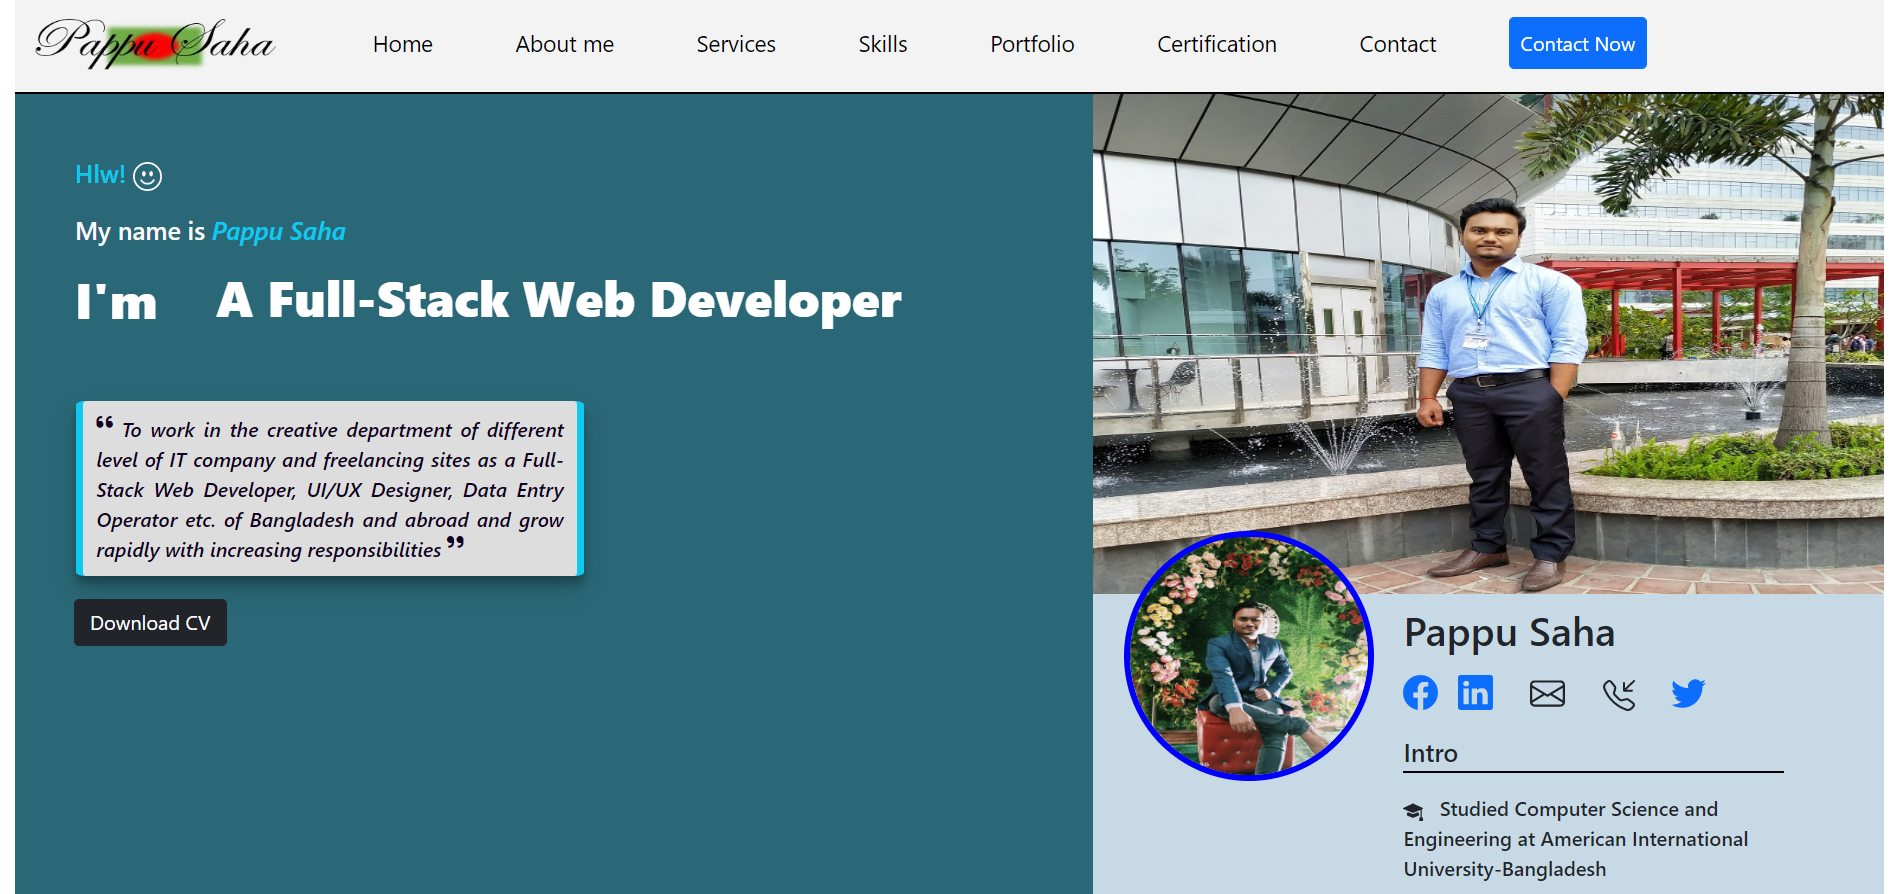 Pappu Saha
Home About me Services Skills Portfolio Certification Contact Contact Now
Hlw!
My name is Pappu Saha
I'm A Full-Stack Web Developer
“ To work in the creative department of different
level of IT company and freelancing sites as a Full-
Stack Web Developer, UI/UX Designer, Data Entry
Operator etc. of Bangladesh and abroad and grow
rapidly with increasing responsibilities ”
Download CV
Pappu Saha
Intro
Studied Computer Science and
Engineering at American International
University-Bangladesh